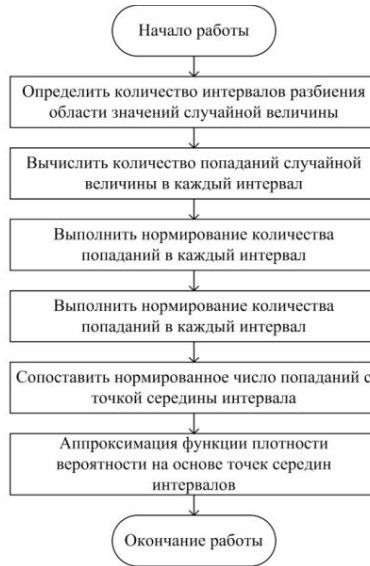 Начало работы
Определить количество интервалов разбиения
области значений случайной величины
Вычислить количество попаданий случайной
величины в каждый интервал
Выполнить нормирование количества
попаданий в каждый интервал
Выполнить нормирование количества
попаданий в каждый интервал
Сопоставить нормированное число попаданий с
точкой середины интервала
Аппроксимация функции плотности
вероятности на основе точек середин
интервалов
Окончание работы